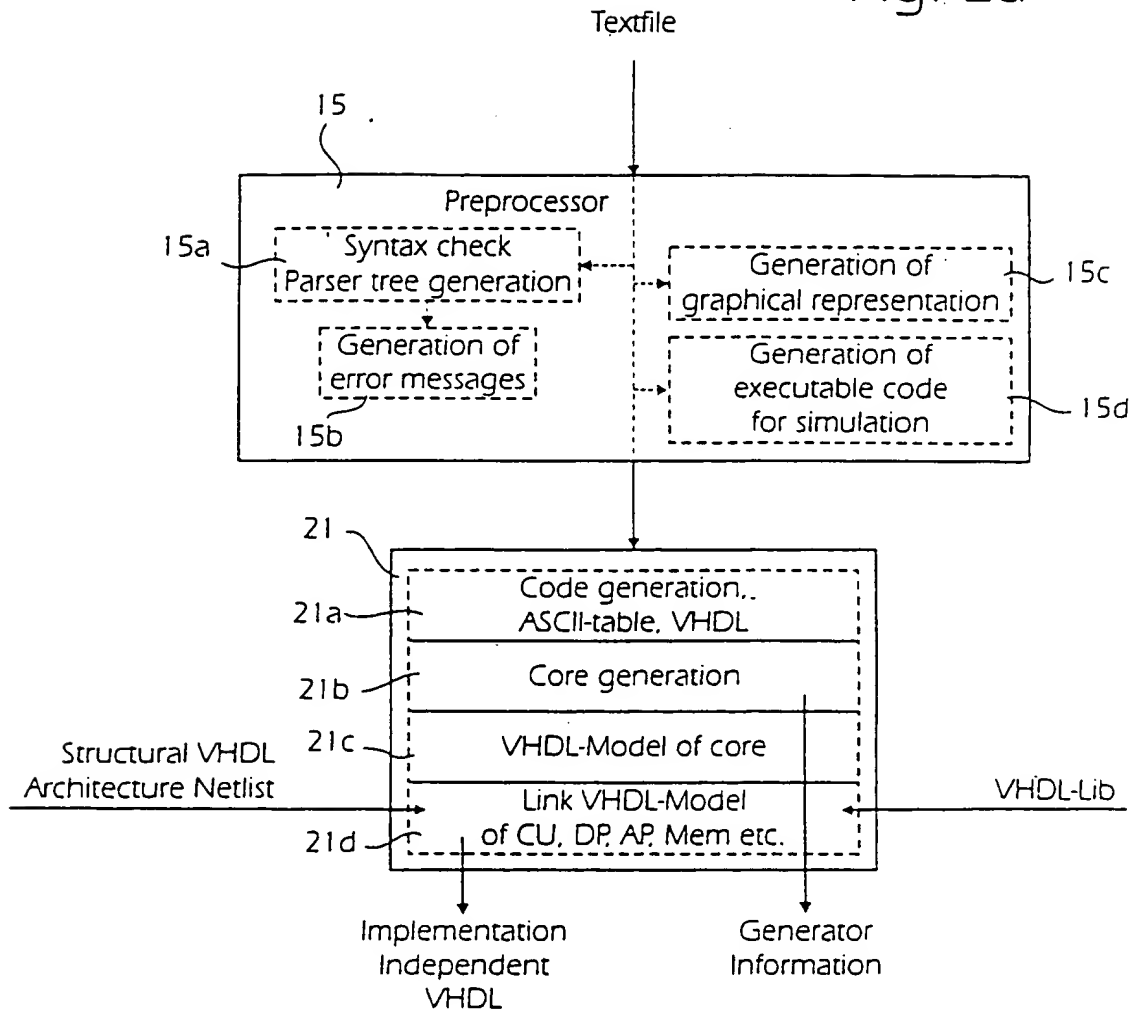 Textfile
15
Preprocessor
15a
Syntax check
Parser tree generation
Generation of
error messages
15b
Generation of
graphical representation
15c
Generation of
executable code
for simulation
15d
21
21a
Code generation,
ASCII-table, VHDL
21b
Core generation
21c
VHDL-Model of core
Structural VHDL
Architecture Netlist
21d
Link VHDL-Model
of CU, DP, AP, Mem etc.
VHDL-Lib
Implementation
Independent
VHDL
Generator
Information